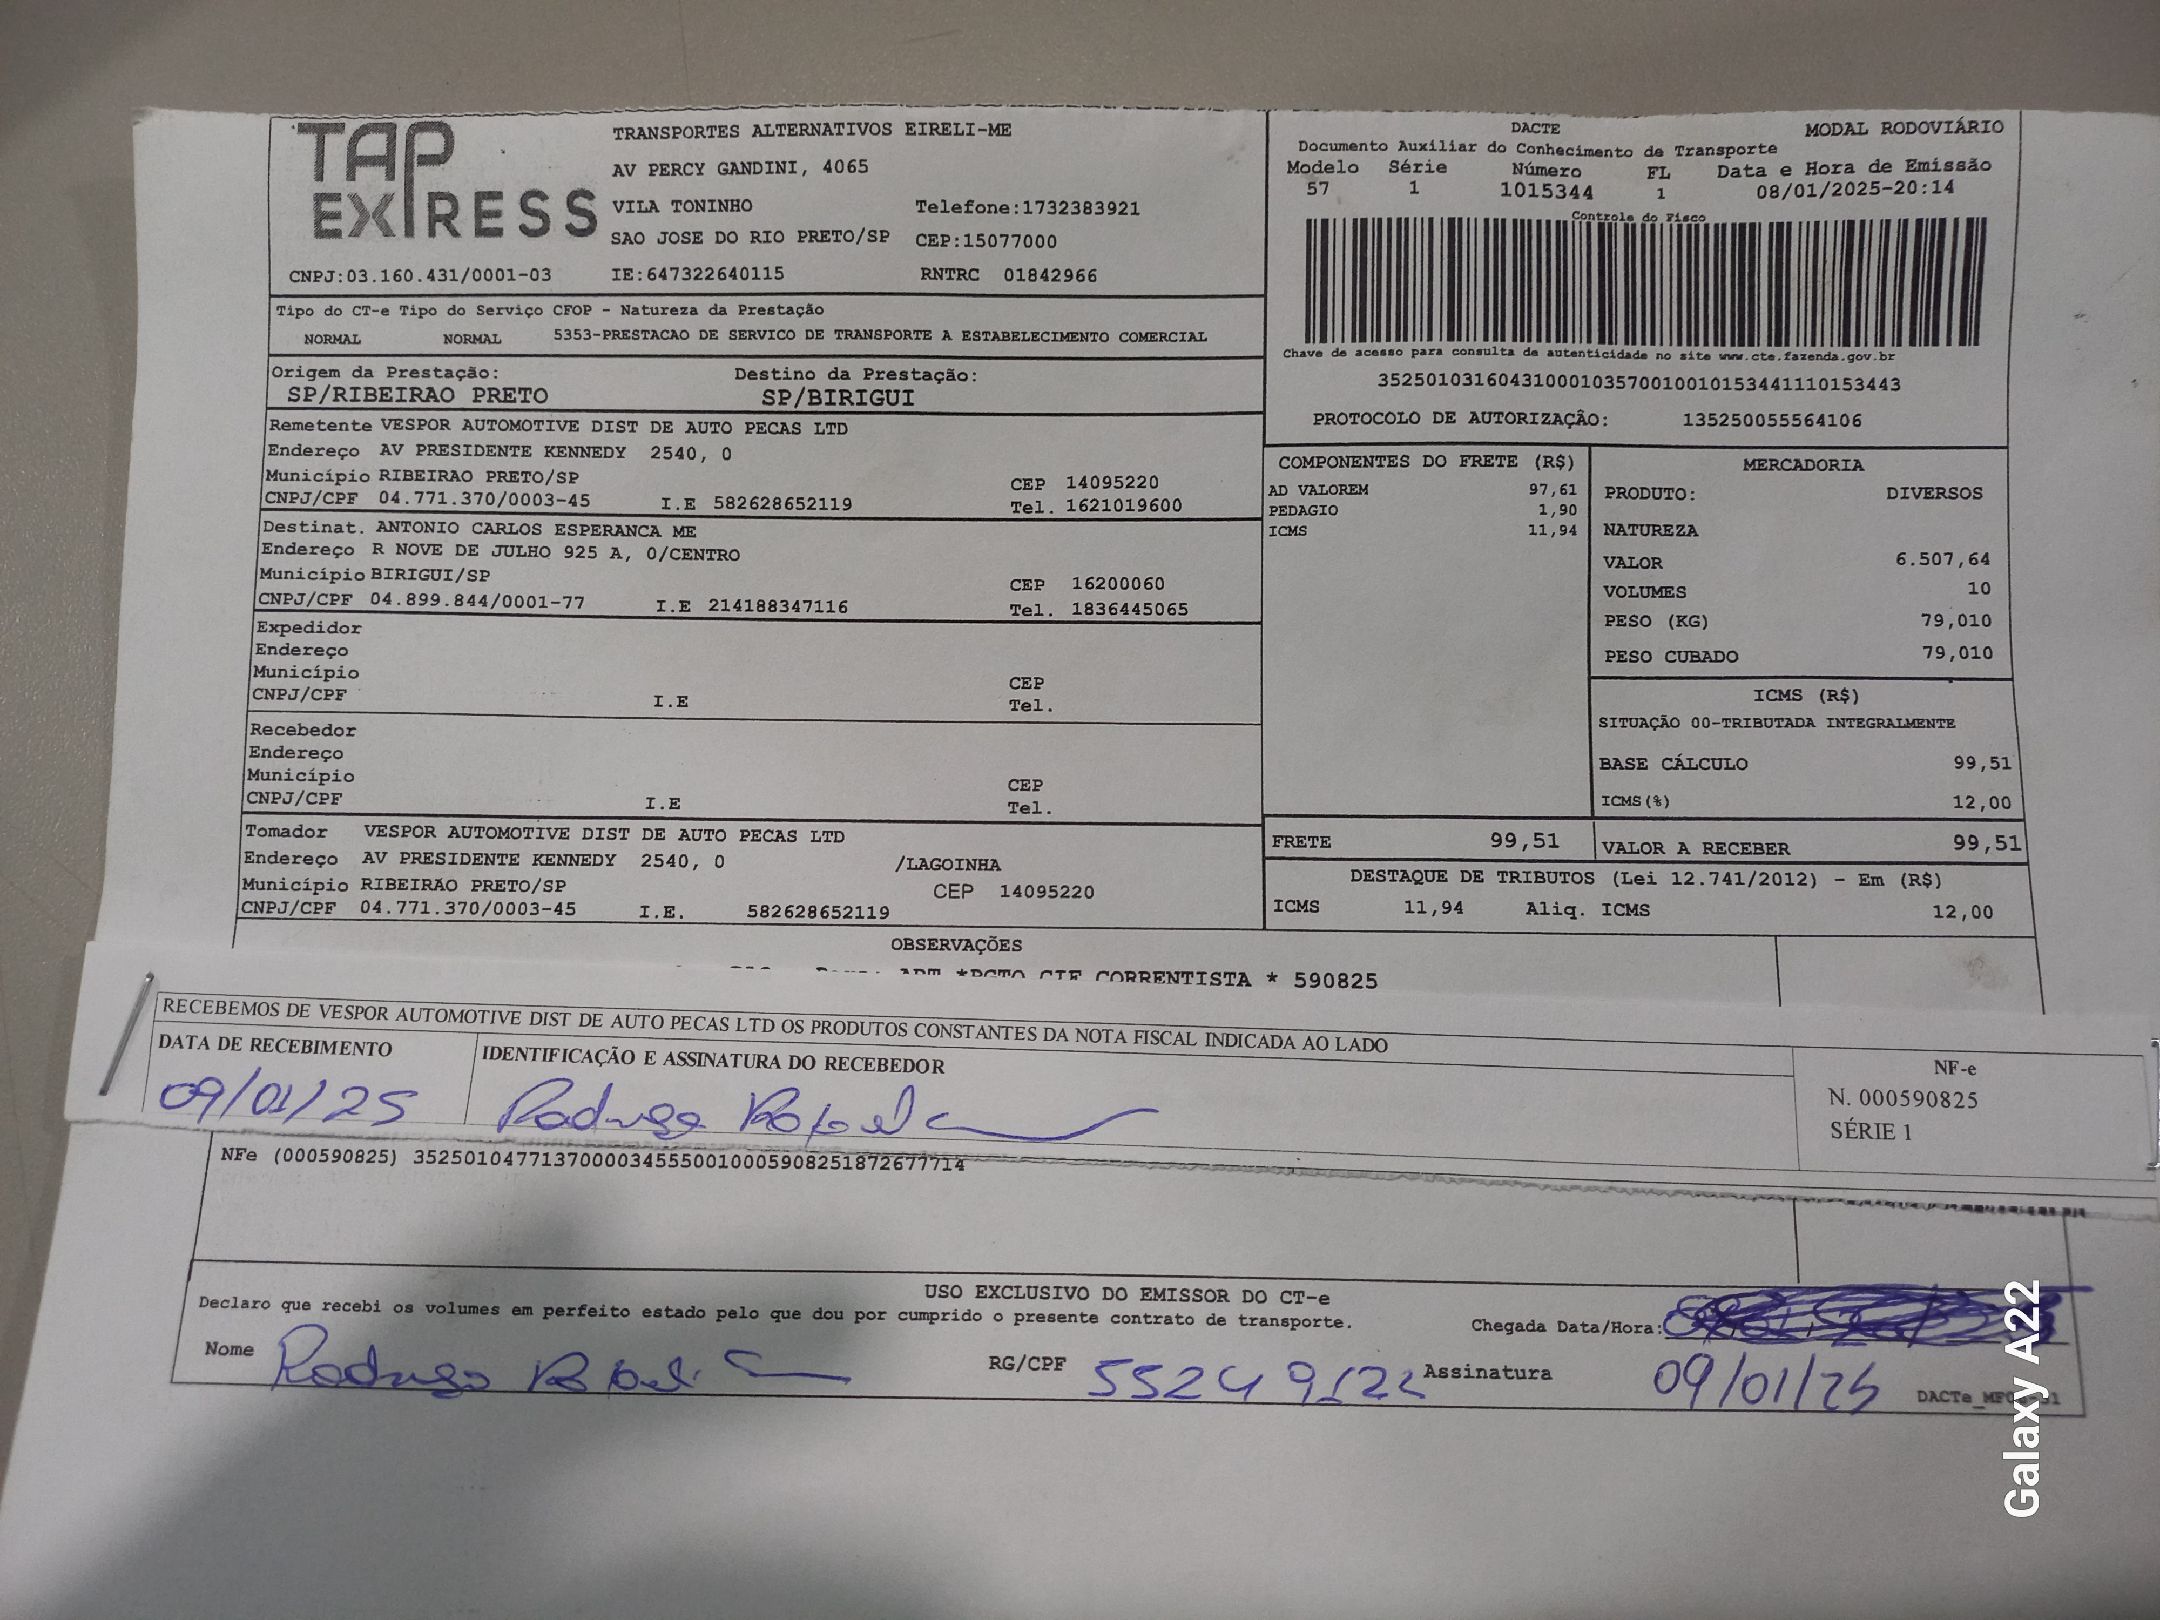 TAP EXPRESS
TRANSPORTES ALTERNATIVOS EIRELI-ME
AV PERCY GANDINI, 4065
VILA TONINHO Telefone:1732383921
SAO JOSE DO RIO PRETO/SP CEP:15077000
CNPJ:03.160.431/0001-03 IE:647322640115 RNTRC 01842966
DACTE MODAL RODOVIÁRIO
Documento Auxiliar do Conhecimento de Transporte
Modelo Série Número FL Data e Hora de Emissão
57 1 1015344 1 08/01/2025-20:14
Controle do Fisco
Chave de acesso para consulta de autenticidade no site www.cte.fazenda.gov.br
35250103160431000103570010010153441110153443
PROTOCOLO DE AUTORIZAÇÃO: 135250055564106
Tipo do CT-e Tipo do Serviço CFOP - Natureza da Prestação
NORMAL NORMAL 5353-PRESTACAO DE SERVICO DE TRANSPORTE A ESTABELECIMENTO COMERCIAL
Origem da Prestação: Destino da Prestação:
SP/RIBEIRAO PRETO SP/BIRIGUI
Remetente VESPOR AUTOMOTIVE DIST DE AUTO PECAS LTD
Endereço AV PRESIDENTE KENNEDY 2540, 0
Município RIBEIRAO PRETO/SP CEP 14095220
CNPJ/CPF 04.771.370/0003-45 I.E 582628652119 Tel. 1621019600
Destinat. ANTONIO CARLOS ESPERANCA ME
Endereço R NOVE DE JULHO 925 A, 0/CENTRO
Município BIRIGUI/SP CEP 16200060
CNPJ/CPF 04.899.844/0001-77 I.E 214188347116 Tel. 1836445065
Expedidor
Endereço
Município CEP
CNPJ/CPF I.E Tel.
Recebedor
Endereço
Município CEP
CNPJ/CPF I.E Tel.
Tomador VESPOR AUTOMOTIVE DIST DE AUTO PECAS LTD
Endereço AV PRESIDENTE KENNEDY 2540, 0 /LAGOINHA
Município RIBEIRAO PRETO/SP CEP 14095220
CNPJ/CPF 04.771.370/0003-45 I.E. 582628652119
COMPONENTES DO FRETE (R$)
AD VALOREM 97,61
PEDAGIO 1,90
ICMS 11,94
MERCADORIA
PRODUTO: DIVERSOS
NATUREZA
VALOR 6.507,64
VOLUMES 10
PESO (KG) 79,010
PESO CUBADO 79,010
ICMS (R$)
SITUAÇÃO 00-TRIBUTADA INTEGRALMENTE
BASE CÁLCULO 99,51
ICMS(%) 12,00
FRETE 99,51 VALOR A RECEBER 99,51
DESTAQUE DE TRIBUTOS (Lei 12.741/2012) - Em (R$)
ICMS 11,94 Aliq. ICMS 12,00
OBSERVAÇÕES
*PGTO CIF CORRENTISTA * 590825
RECEBEMOS DE VESPOR AUTOMOTIVE DIST DE AUTO PECAS LTD OS PRODUTOS CONSTANTES DA NOTA FISCAL INDICADA AO LADO
DATA DE RECEBIMENTO IDENTIFICAÇÃO E ASSINATURA DO RECEBEDOR
09/01/25 Rodrigo Rafael
NF-e
N. 000590825
SÉRIE 1
NFe (000590825) 35250104771370000345550010005908251872677714
USO EXCLUSIVO DO EMISSOR DO CT-e
Declaro que recebi os volumes em perfeito estado pelo que dou por cumprido o presente contrato de transporte. Chegada Data/Hora:
Nome Rodrigo Rafael RG/CPF Assinatura 09/01/25
Galaxy A22